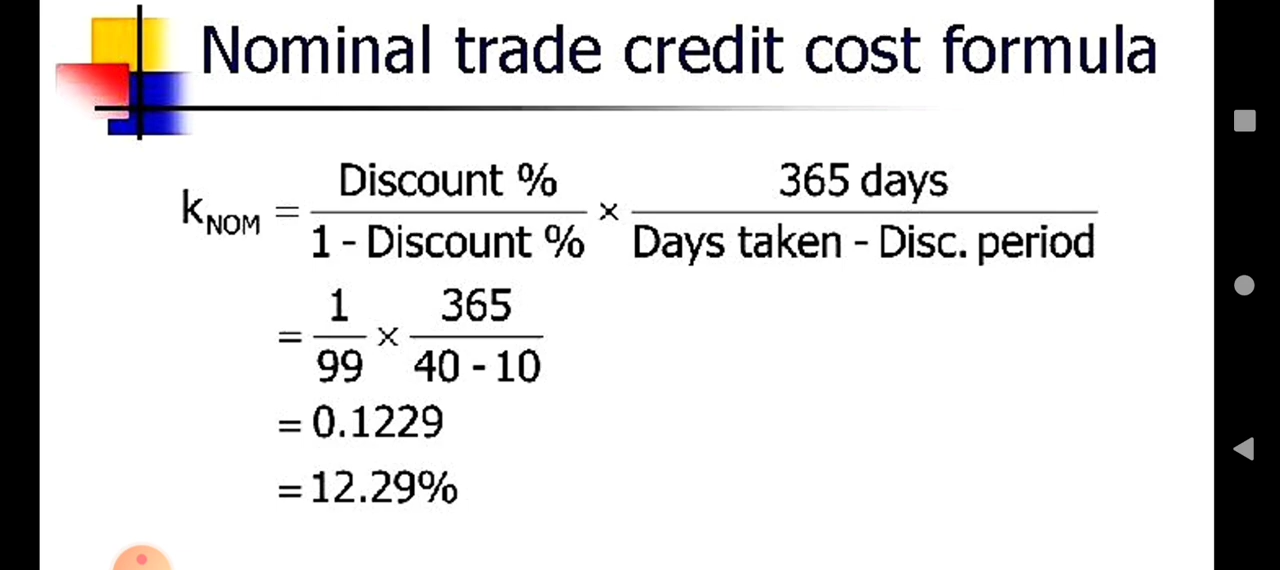 Nominal trade credit cost formula
k_NOM = Discount % / 1 - Discount % × 365 days / Days taken - Disc. period
= 1 / 99 × 365 / 40 - 10
= 0.1229
= 12.29%